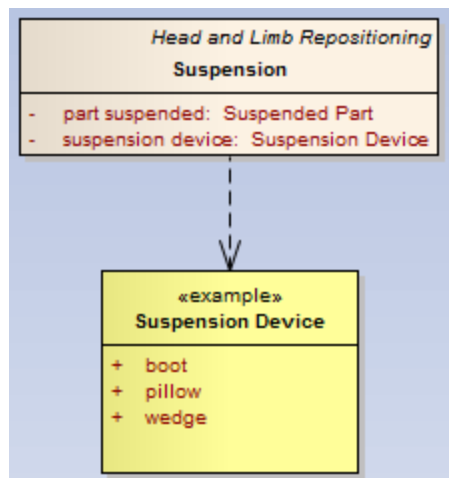 Head and Limb Repositioning
Suspension
- part suspended: Suspended Part
- suspension device: Suspension Device
«example»
Suspension Device
+ boot
+ pillow
+ wedge